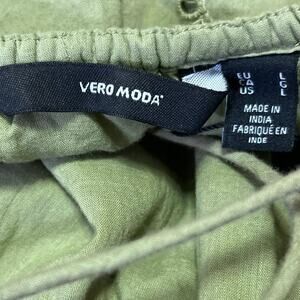 VERO MODA
EU L
CA G
US L
MADE IN
INDIA
FABRIQUÉ EN
INDE